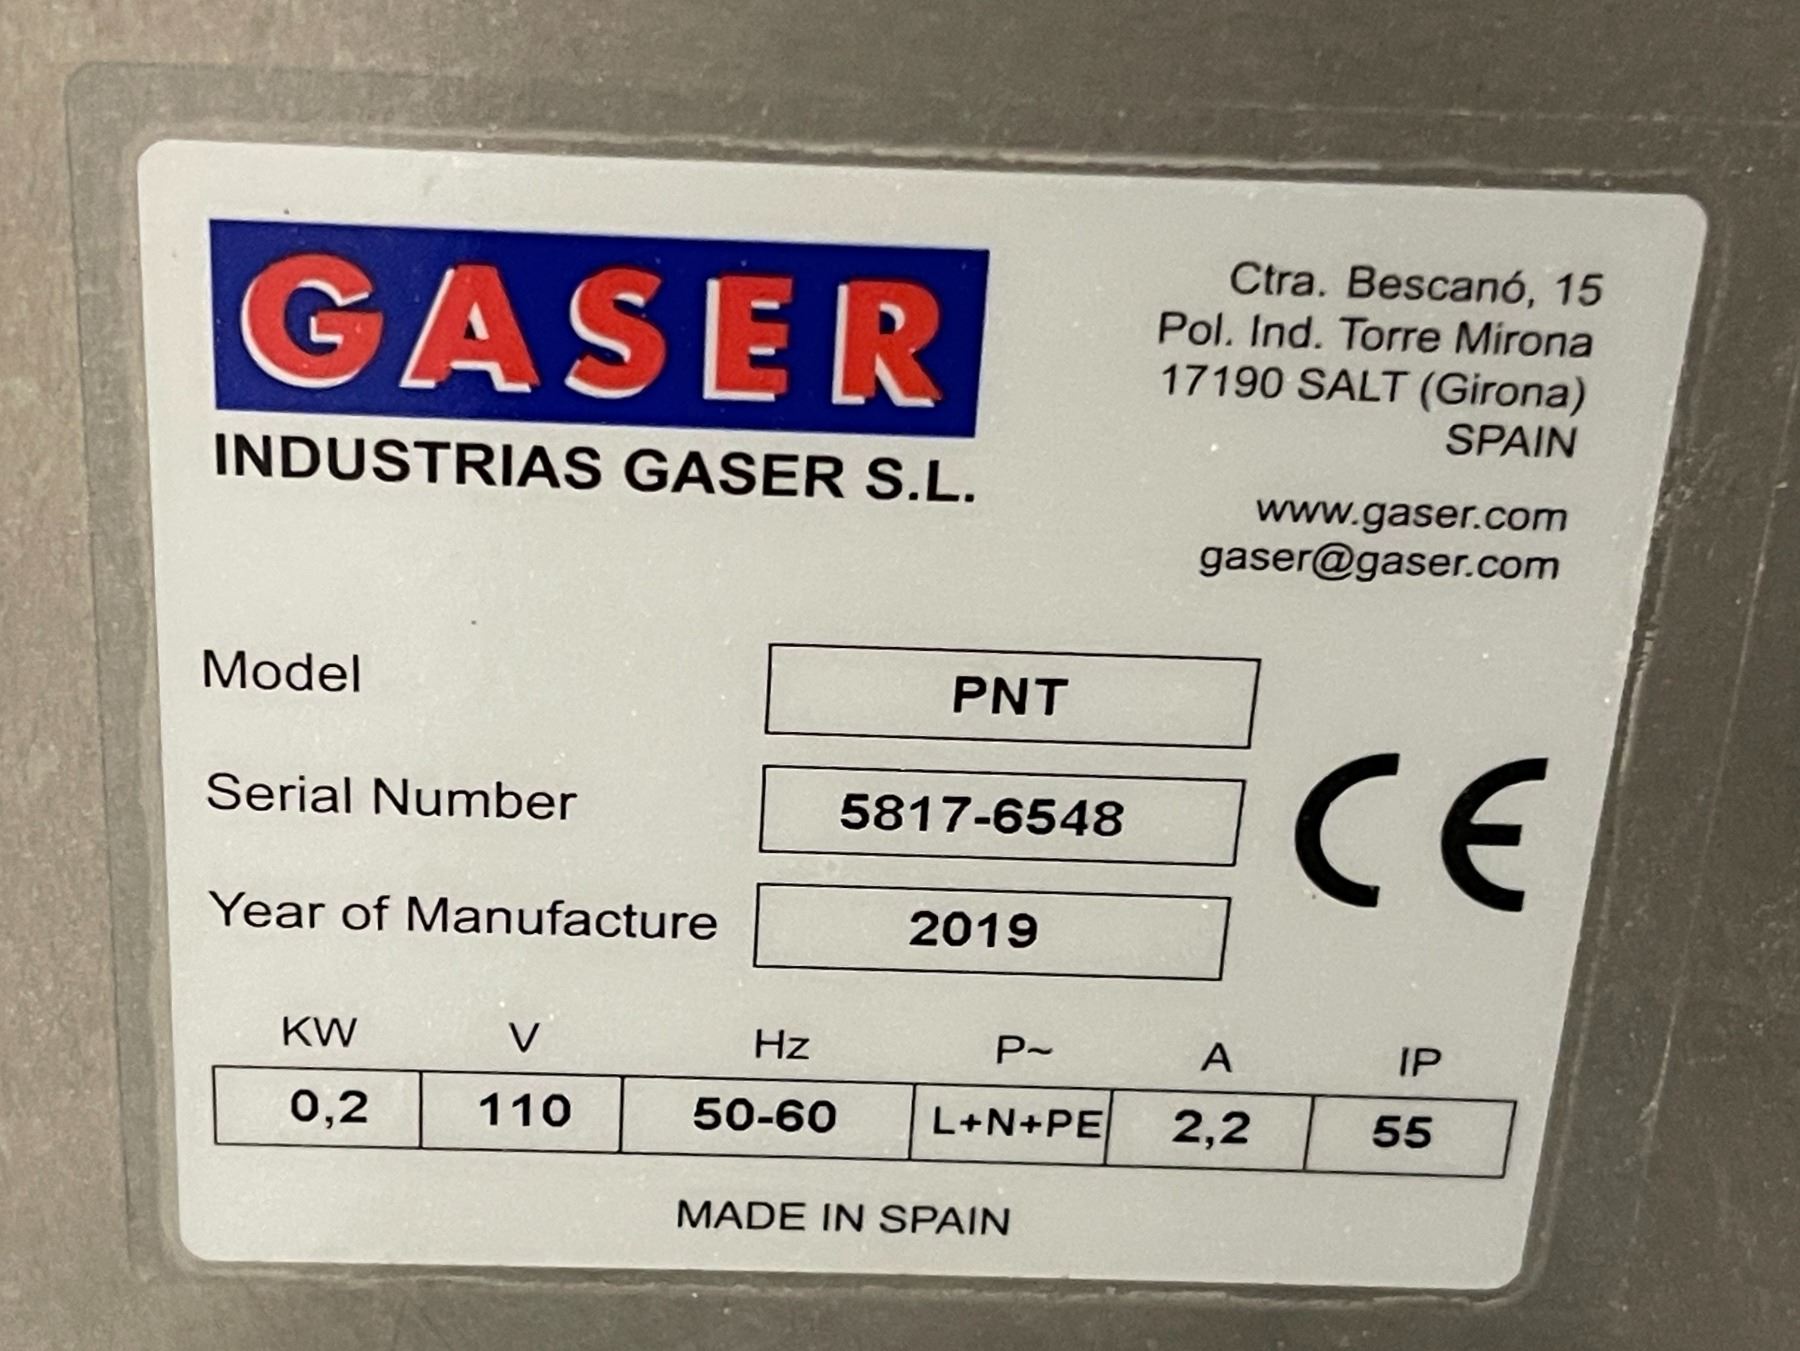 GASER
INDUSTRIAS GASER S.L.
Ctra. Bescanó, 15
Pol. Ind. Torre Mirona
17190 SALT (Girona)
SPAIN
www.gaser.com
gaser@gaser.com
Model PNT
Serial Number 5817-6548
Year of Manufacture 2019
CE
KW V Hz P~ A IP
0,2 110 50-60 L+N+PE 2,2 55
MADE IN SPAIN